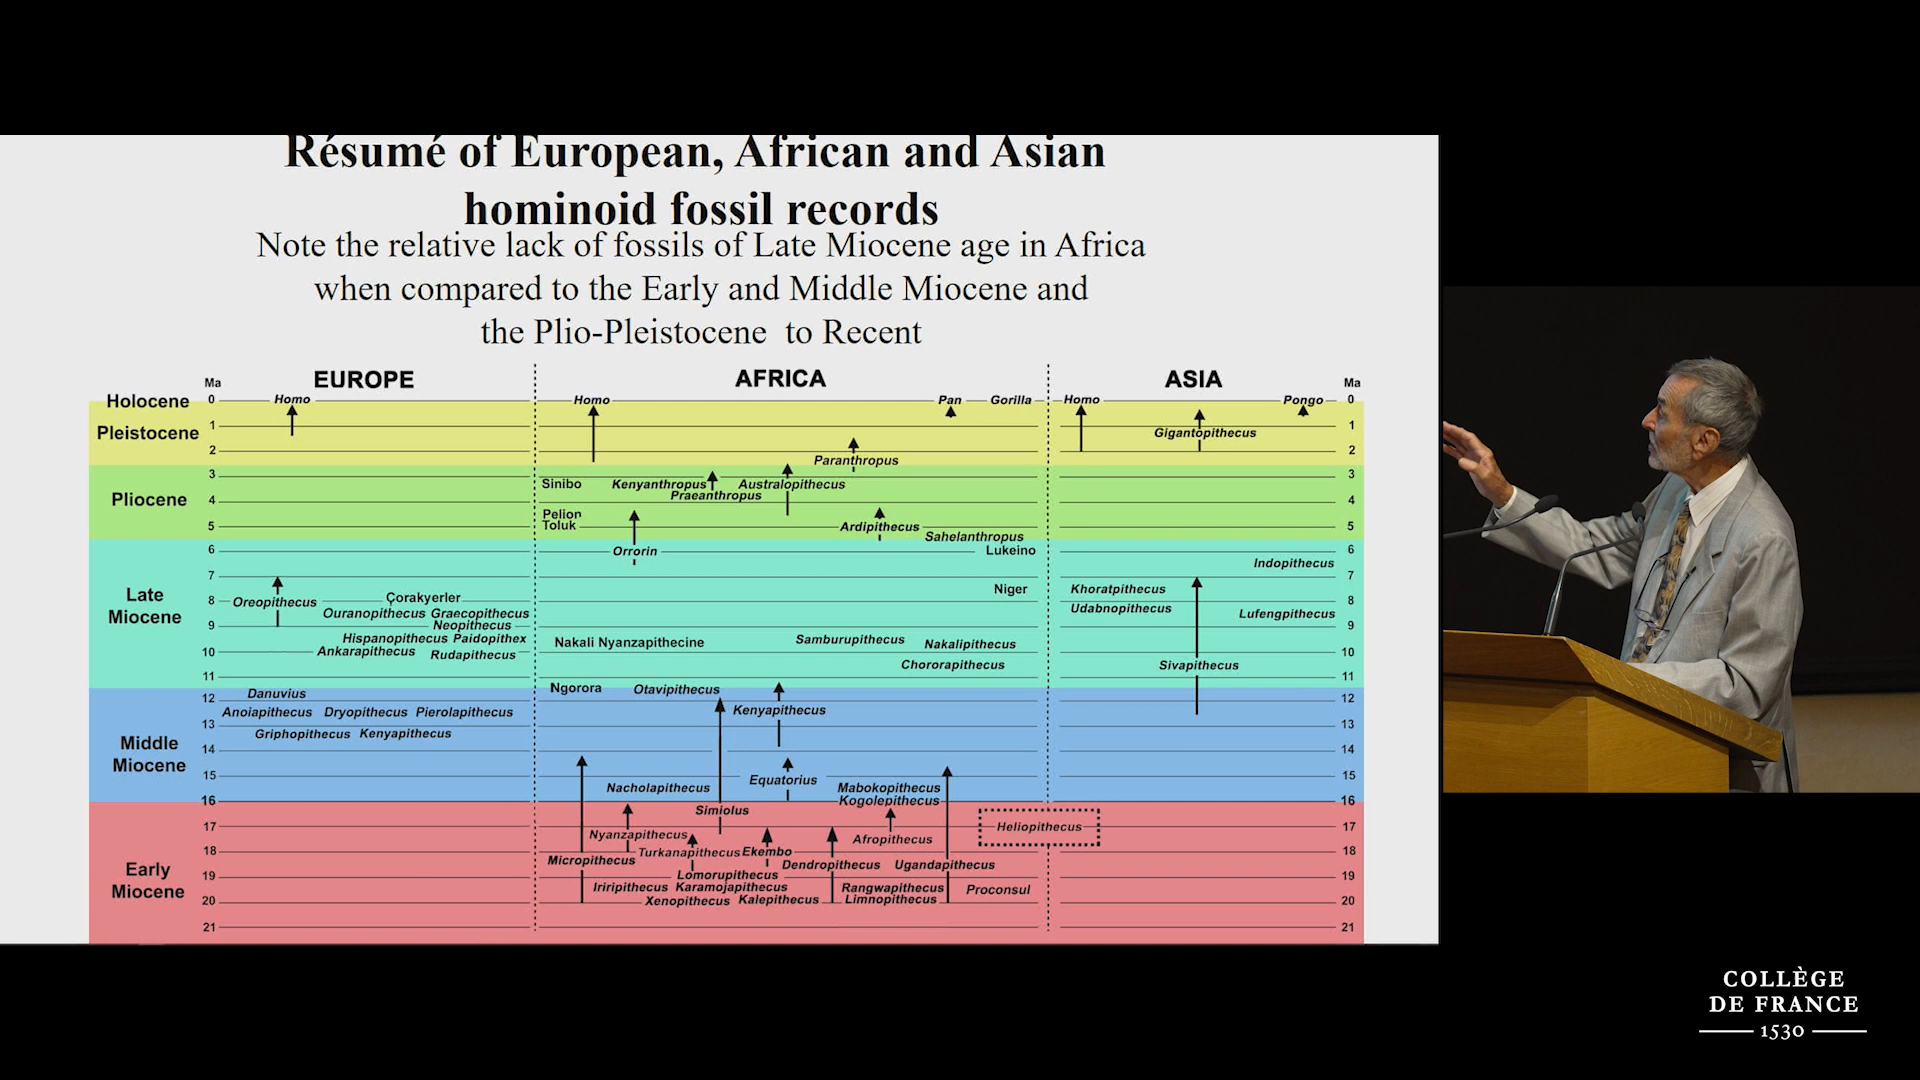 Résumé of European, African and Asian
hominoid fossil records
Note the relative lack of fossils of Late Miocene age in Africa
when compared to the Early and Middle Miocene and
the Plio-Pleistocene to Recent
Ma EUROPE AFRICA ASIA Ma
Holocene 0 Homo Homo Pan Gorilla Homo Pongo 0
1 1
Pleistocene Gigantopithecus
2 2
Paranthropus
3 3
Sinibo Kenyanthropus Australopithecus
Praeanthropus
Pliocene 4 4
Pelion
Toluk
5 Ardipithecus 5
Sahelanthropus
6 Orrorin Lukeino 6
Indopithecus
7 7
Niger Khoratpithecus
Late
Miocene
8 Oreopithecus Çorakyerler 8
Udabnopithecus
Ouranopithecus Graecopithecus Lufengpithecus
9 Neopithecus 9
Hispanopithecus Paidopithex Nakali Nyanzapithecine Samburupithecus Nakalipithecus
10 Ankarapithecus Rudapithecus 10
Chororapithecus Sivapithecus
11 11
Danuvius Ngorora Otavipithecus
12 12
Anoiapithecus Dryopithecus Pierolapithecus Kenyapithecus
13 13
Griphopithecus Kenyapithecus
Middle
Miocene
14 14
15 15
Equatorius
Nacholapithecus Mabokopithecus
16 Kogolepithecus 16
Simiolus
17 Heliopithecus 17
Nyanzapithecus Afropithecus
18 Turkanapithecus Ekembo 18
Micropithecus Dendropithecus Ugandapithecus
Early
Miocene
19 Lomorupithecus 19
Iriripithecus Karamojapithecus Rangwapithecus Proconsul
20 Xenopithecus Kalepithecus Limnopithecus 20
21 21
COLLÈGE
DE FRANCE
1530